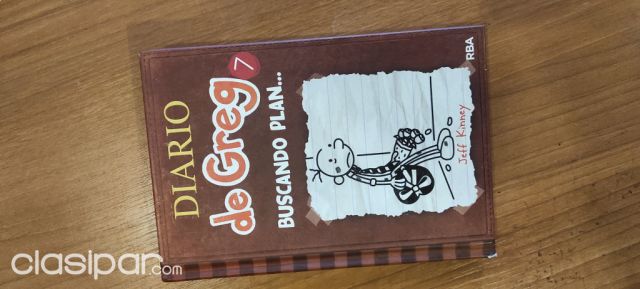 DIARIO
de Greg
7
BUSCANDO PLAN...
Jeff Kinney
RBA
clasipar.com